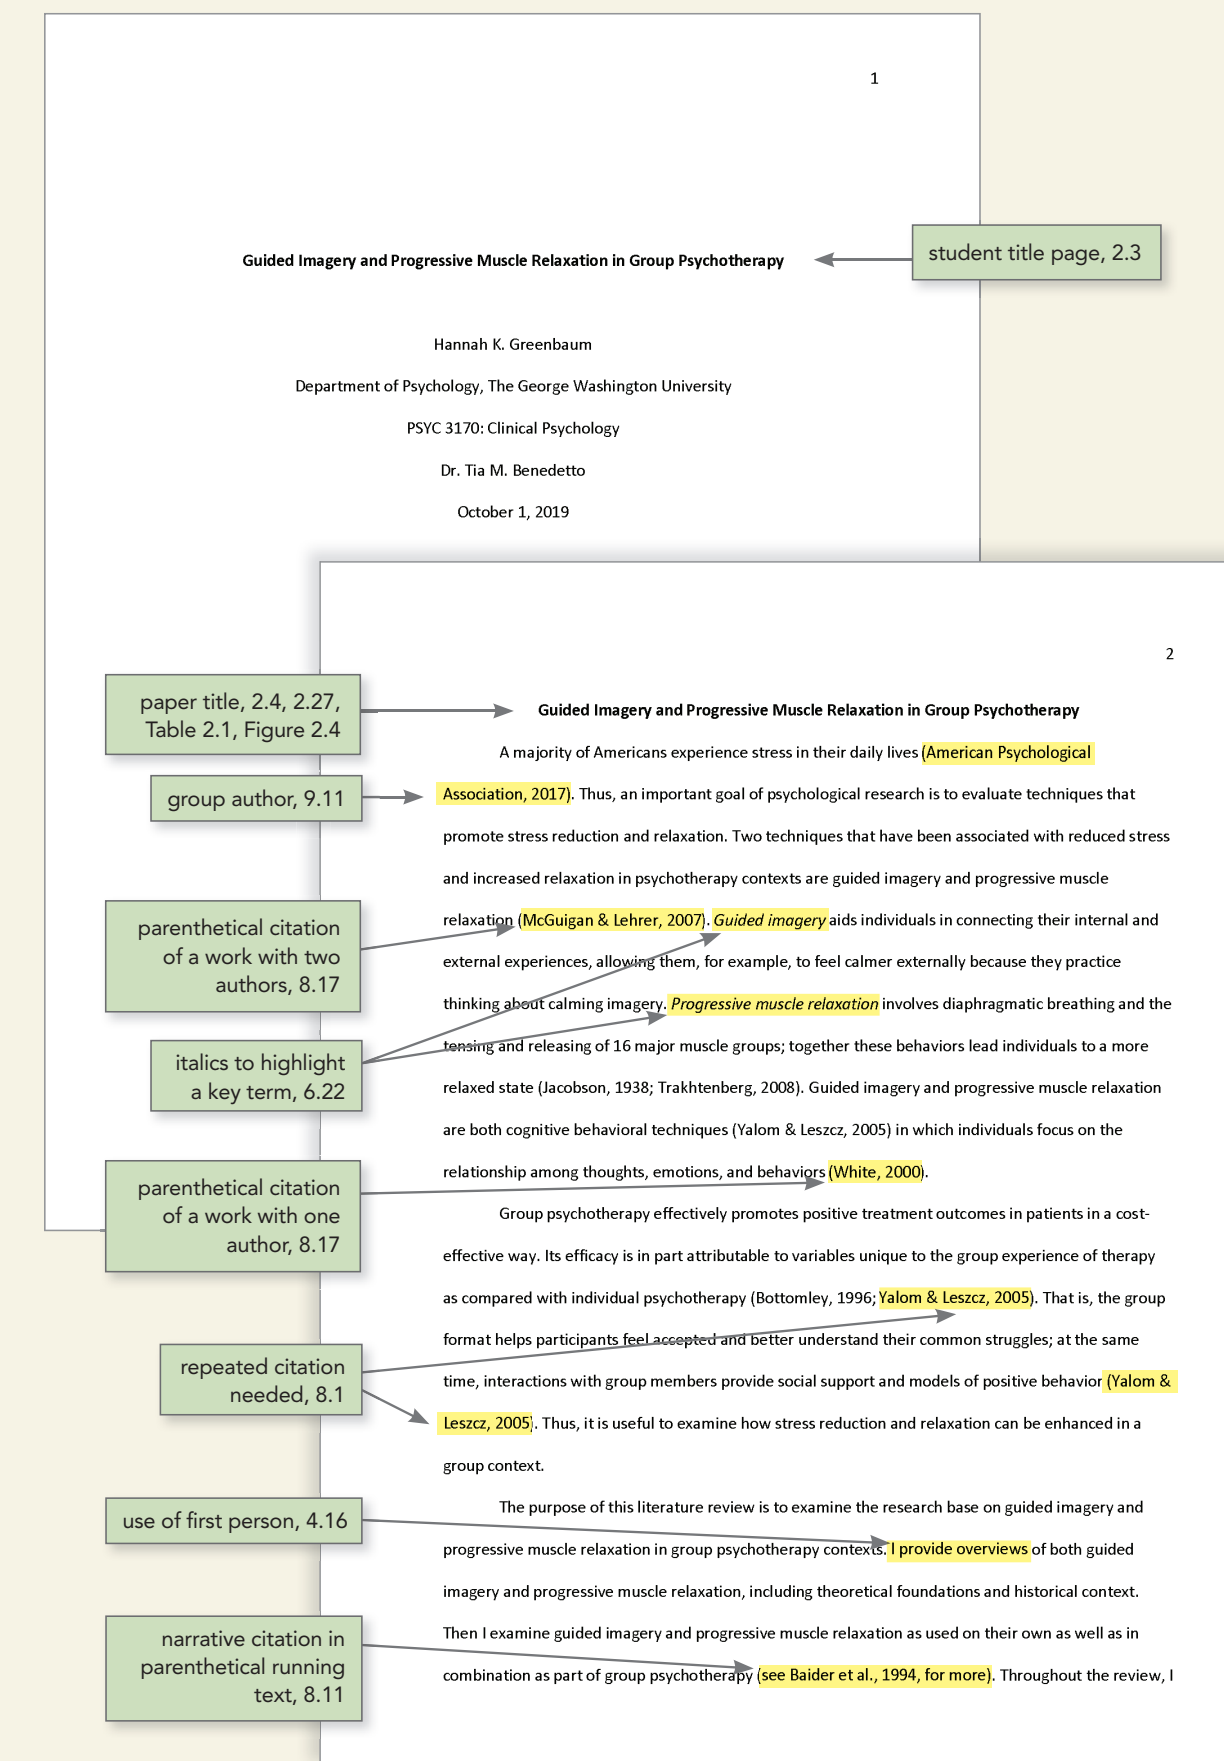 1
Guided Imagery and Progressive Muscle Relaxation in Group Psychotherapy
student title page, 2.3
Hannah K. Greenbaum
Department of Psychology, The George Washington University
PSYC 3170: Clinical Psychology
Dr. Tia M. Benedetto
October 1, 2019
2
paper title, 2.4, 2.27,
Table 2.1, Figure 2.4
Guided Imagery and Progressive Muscle Relaxation in Group Psychotherapy
A majority of Americans experience stress in their daily lives (American Psychological
group author, 9.11
Association, 2017). Thus, an important goal of psychological research is to evaluate techniques that
promote stress reduction and relaxation. Two techniques that have been associated with reduced stress
and increased relaxation in psychotherapy contexts are guided imagery and progressive muscle
parenthetical citation
of a work with two
authors, 8.17
relaxation (McGuigan & Lehrer, 2007). Guided imagery aids individuals in connecting their internal and
external experiences, allowing them, for example, to feel calmer externally because they practice
thinking about calming imagery. Progressive muscle relaxation involves diaphragmatic breathing and the
italics to highlight
a key term, 6.22
tensing and releasing of 16 major muscle groups; together these behaviors lead individuals to a more
relaxed state (Jacobson, 1938; Trakhtenberg, 2008). Guided imagery and progressive muscle relaxation
are both cognitive behavioral techniques (Yalom & Leszcz, 2005) in which individuals focus on the
parenthetical citation
of a work with one
author, 8.17
relationship among thoughts, emotions, and behaviors (White, 2000).
Group psychotherapy effectively promotes positive treatment outcomes in patients in a cost-
effective way. Its efficacy is in part attributable to variables unique to the group experience of therapy
as compared with individual psychotherapy (Bottomley, 1996; Yalom & Leszcz, 2005). That is, the group
format helps participants feel accepted and better understand their common struggles; at the same
repeated citation
needed, 8.1
time, interactions with group members provide social support and models of positive behavior (Yalom &
Leszcz, 2005). Thus, it is useful to examine how stress reduction and relaxation can be enhanced in a
group context.
use of first person, 4.16
The purpose of this literature review is to examine the research base on guided imagery and
progressive muscle relaxation in group psychotherapy contexts. I provide overviews of both guided
imagery and progressive muscle relaxation, including theoretical foundations and historical context.
narrative citation in
parenthetical running
text, 8.11
Then I examine guided imagery and progressive muscle relaxation as used on their own as well as in
combination as part of group psychotherapy (see Baider et al., 1994, for more). Throughout the review, I